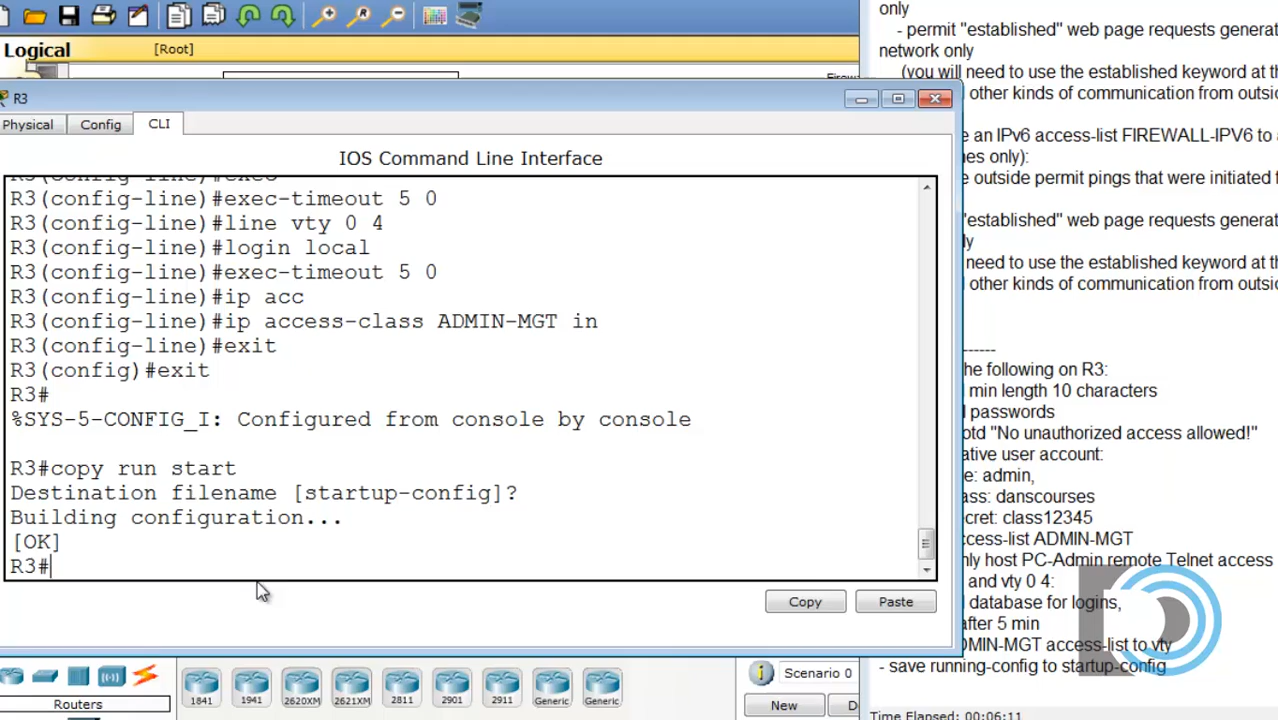 only
- permit "established" web page requests generat
network only
(you will need to use the established keyword at th
other kinds of communication from outsid
e an IPv6 access-list FIREWALL-IPV6 to a
nes only):
e outside permit pings that were initiated f
"established" web page requests generat
ly
need to use the established keyword at th
other kinds of communication from outsid
------
he following on R3:
min length 10 characters
passwords
otd "No unauthorized access allowed!"
ative user account:
e: admin,
ass: danscourses
ecret: class12345
ccess-list ADMIN-MGT
nly host PC-Admin remote Telnet access
and vty 0 4:
database for logins,
after 5 min
DMIN-MGT access-list to vty
- save running-config to startup-config
Time Elapsed: 00:06:11
Logical
[Root]
Firew
R3
Physical
Config
CLI
IOS Command Line Interface
R3(config-line)#exec
R3(config-line)#exec-timeout 5 0
R3(config-line)#line vty 0 4
R3(config-line)#login local
R3(config-line)#exec-timeout 5 0
R3(config-line)#ip acc
R3(config-line)#ip access-class ADMIN-MGT in
R3(config-line)#exit
R3(config)#exit
R3#
%SYS-5-CONFIG_I: Configured from console by console
R3#copy run start
Destination filename [startup-config]?
Building configuration...
[OK]
R3#
Copy
Paste
Routers
1841
1941
2620XM
2621XM
2811
2901
2911
Generic
Generic
Scenario 0
New
D